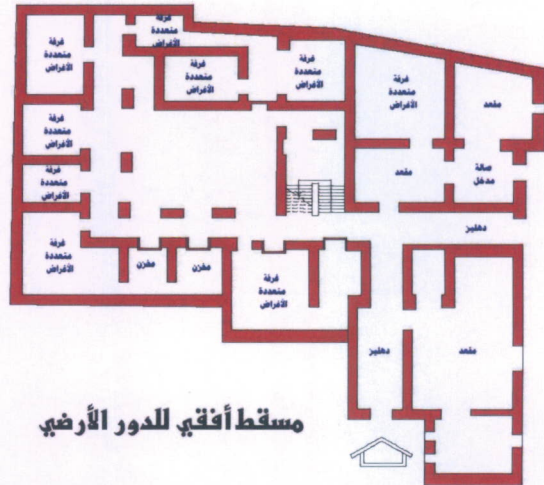 غرفة
متعددة
الأغراض
غرفة
متعددة
الأغراض
غرفة
متعددة
الأغراض
غرفة
متعددة
الأغراض
غرفة
متعددة
الأغراض
مقعد
غرفة
متعددة
الأغراض
مقعد
صالة
مدخل
غرفة
متعددة
الأغراض
دهليز
غرفة
متعددة
الأغراض
مخزن
مخزن
غرفة
متعددة
الأغراض
دهليز
مقعد
مسقط أفقي للدور الأرضي